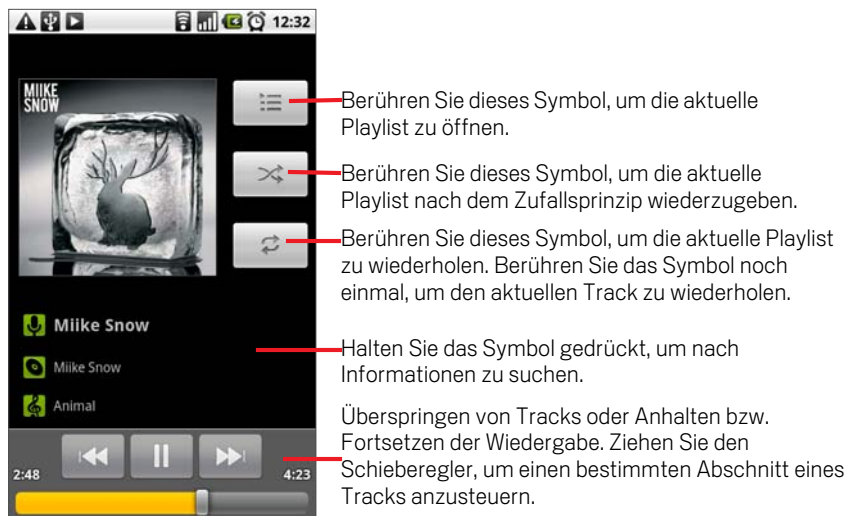 12:32
MIIKE
SNOW
Berühren Sie dieses Symbol, um die aktuelle
Playlist zu öffnen.
Berühren Sie dieses Symbol, um die aktuelle
Playlist nach dem Zufallsprinzip wiederzugeben.
Berühren Sie dieses Symbol, um die aktuelle Playlist
zu wiederholen. Berühren Sie das Symbol noch
einmal, um den aktuellen Track zu wiederholen.
Miike Snow
Miike Snow
Animal
Halten Sie das Symbol gedrückt, um nach
Informationen zu suchen.
Überspringen von Tracks oder Anhalten bzw.
Fortsetzen der Wiedergabe. Ziehen Sie den
Schieberegler, um einen bestimmten Abschnitt eines
Tracks anzusteuern.
2:48
4:23